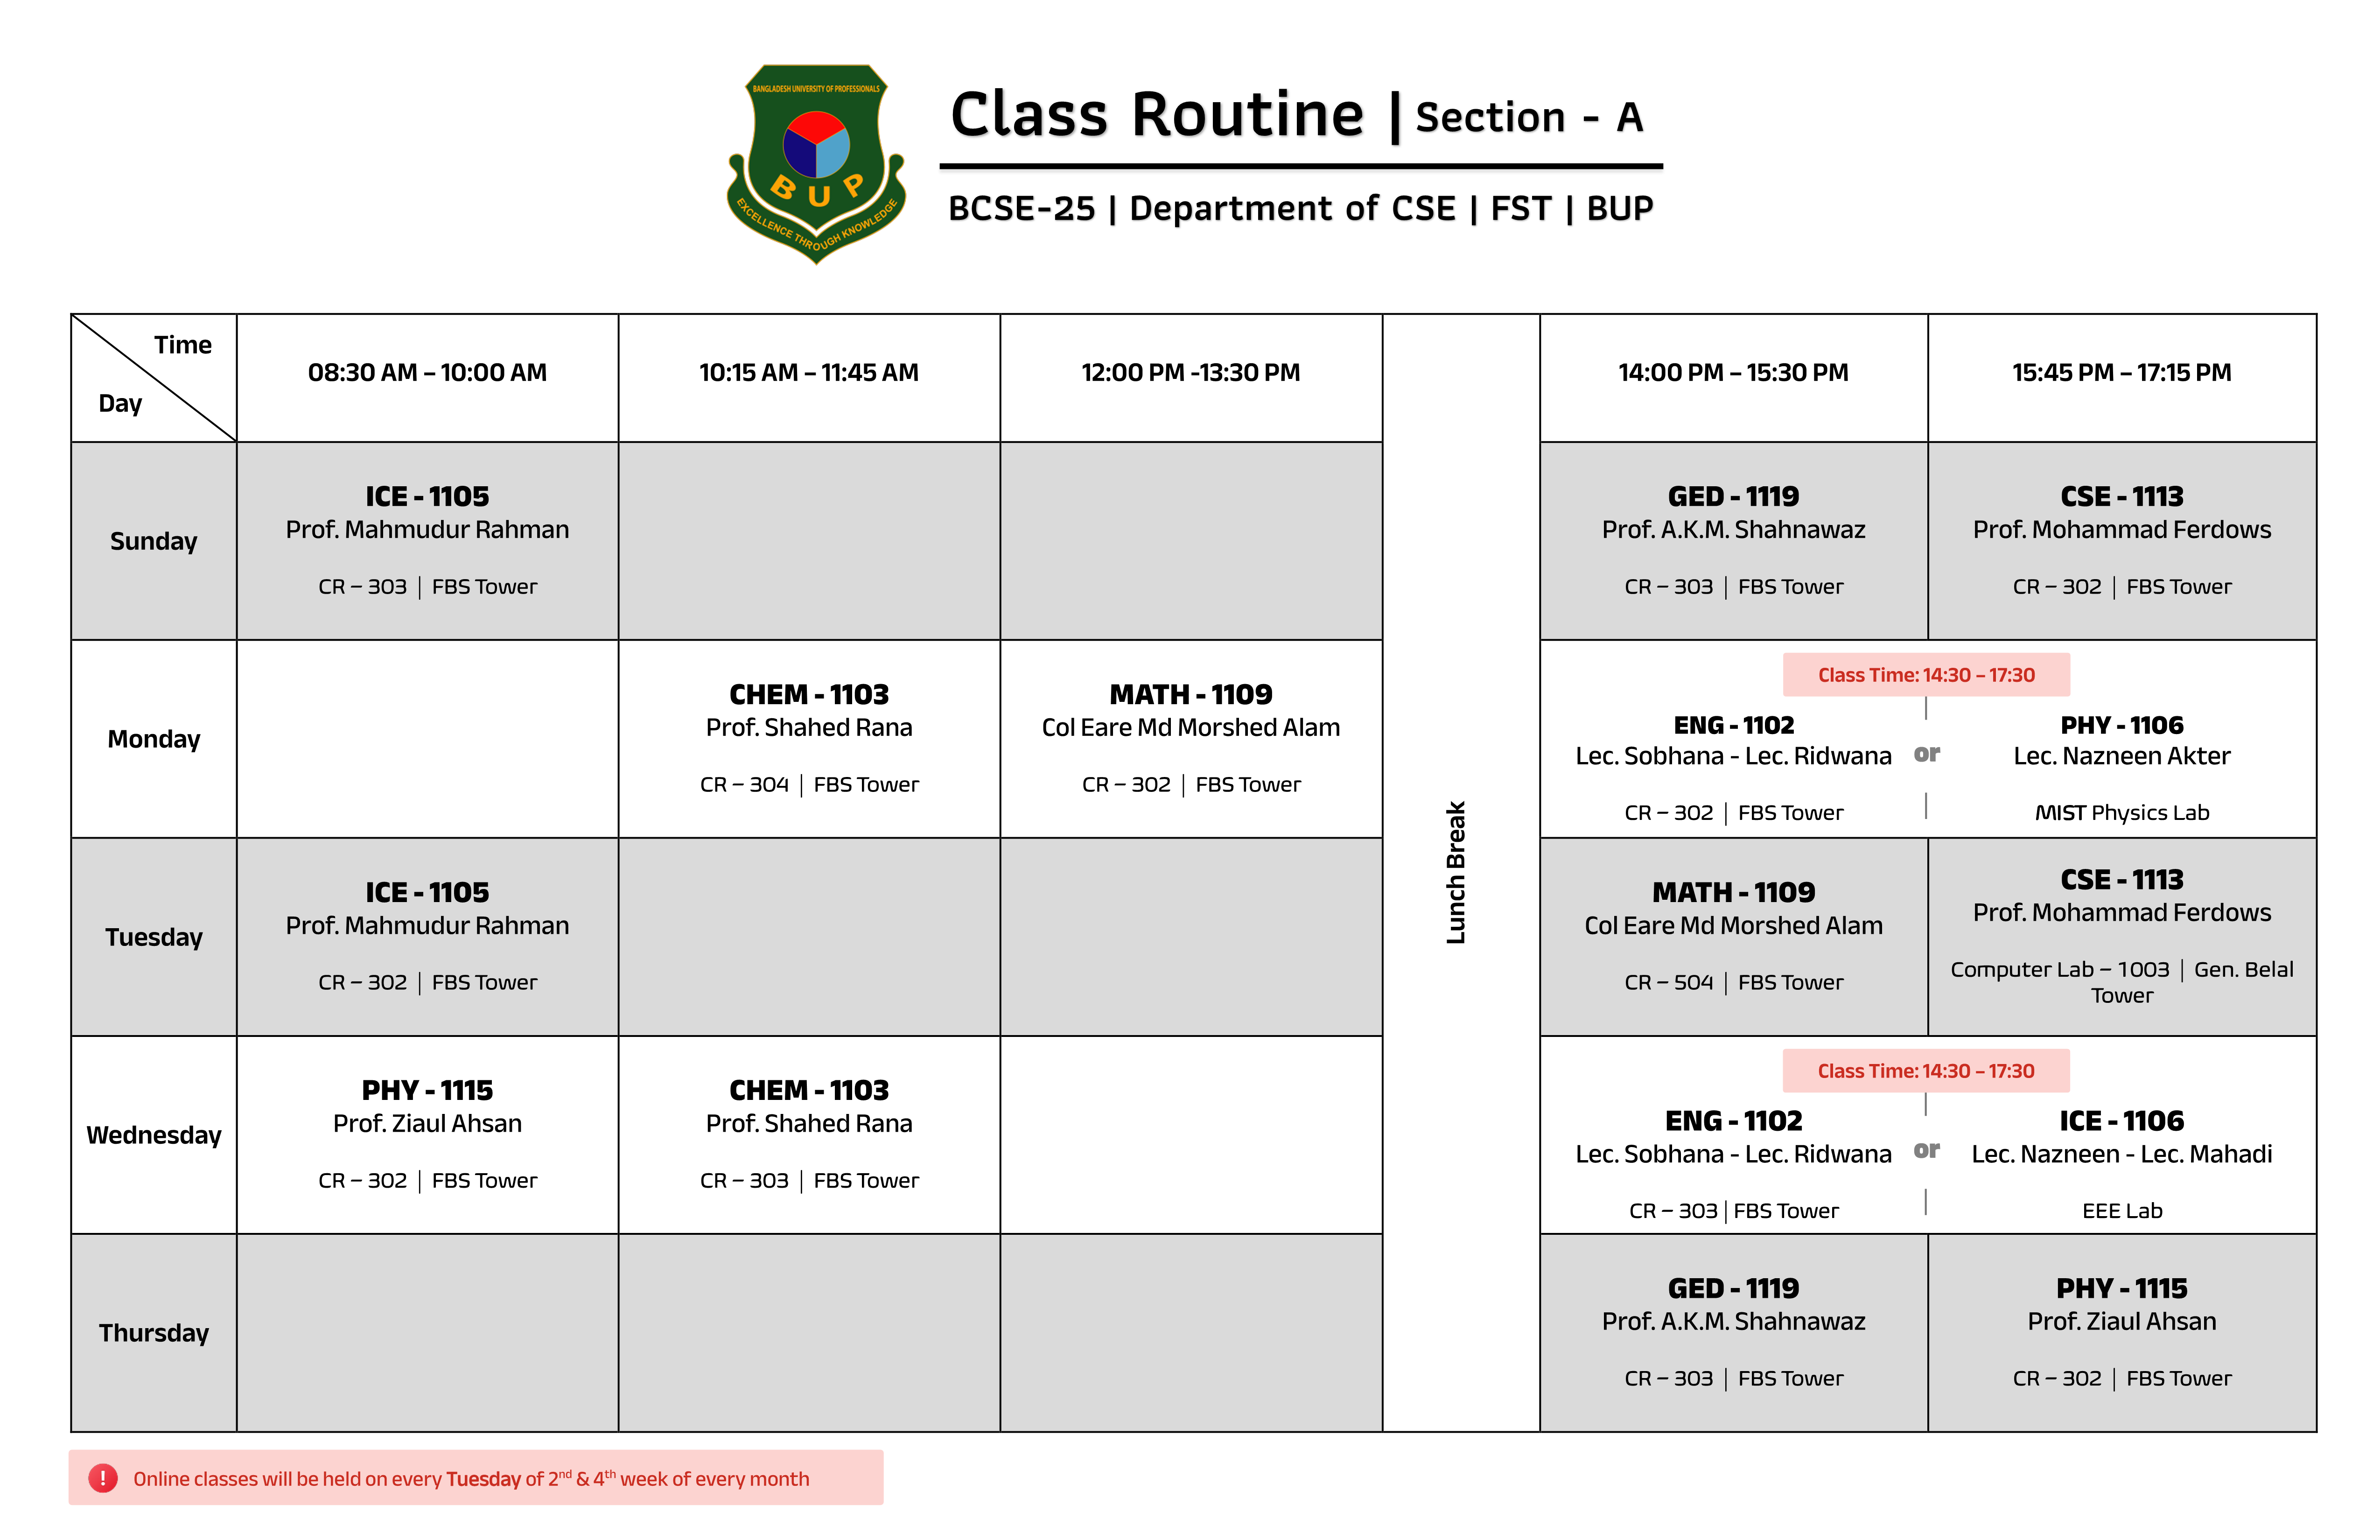 BANGLADESH UNIVERSITY OF PROFESSIONALS
B U P
EXCELLENCE THROUGH KNOWLEDGE
Class Routine | Section - A
BCSE-25 | Department of CSE | FST | BUP
Time
Day
08:30 AM – 10:00 AM
10:15 AM – 11:45 AM
12:00 PM -13:30 PM
Lunch Break
14:00 PM – 15:30 PM
15:45 PM – 17:15 PM
Sunday
ICE - 1105
Prof. Mahmudur Rahman
CR – 303 | FBS Tower
GED - 1119
Prof. A.K.M. Shahnawaz
CR – 303 | FBS Tower
CSE - 1113
Prof. Mohammad Ferdows
CR – 302 | FBS Tower
Monday
CHEM - 1103
Prof. Shahed Rana
CR – 304 | FBS Tower
MATH - 1109
Col Eare Md Morshed Alam
CR – 302 | FBS Tower
Class Time: 14:30 – 17:30
ENG - 1102
Lec. Sobhana - Lec. Ridwana
CR – 302 | FBS Tower
or
PHY - 1106
Lec. Nazneen Akter
MIST Physics Lab
Tuesday
ICE - 1105
Prof. Mahmudur Rahman
CR – 302 | FBS Tower
MATH - 1109
Col Eare Md Morshed Alam
CR – 504 | FBS Tower
CSE - 1113
Prof. Mohammad Ferdows
Computer Lab – 1003 | Gen. Belal
Tower
Wednesday
PHY - 1115
Prof. Ziaul Ahsan
CR – 302 | FBS Tower
CHEM - 1103
Prof. Shahed Rana
CR – 303 | FBS Tower
Class Time: 14:30 – 17:30
ENG - 1102
Lec. Sobhana - Lec. Ridwana
CR – 303 | FBS Tower
or
ICE - 1106
Lec. Nazneen - Lec. Mahadi
EEE Lab
Thursday
GED - 1119
Prof. A.K.M. Shahnawaz
CR – 303 | FBS Tower
PHY - 1115
Prof. Ziaul Ahsan
CR – 302 | FBS Tower
! Online classes will be held on every Tuesday of 2nd & 4th week of every month